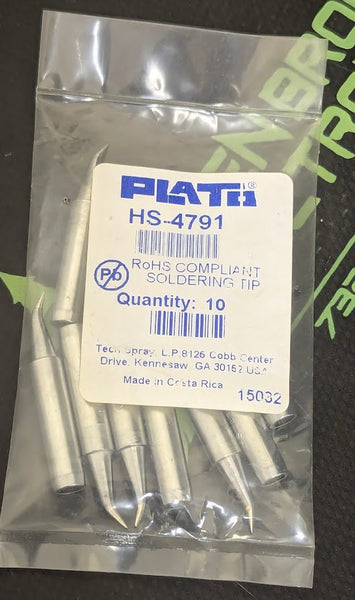 PLATO®
HS-4791
Pb
RoHS COMPLIANT
SOLDERING TIP
Quantity: 10
Tech Spray, L.P. 8126 Cobb Center
Drive, Kennesaw, GA 30152 USA
Made in Costa Rica
15032